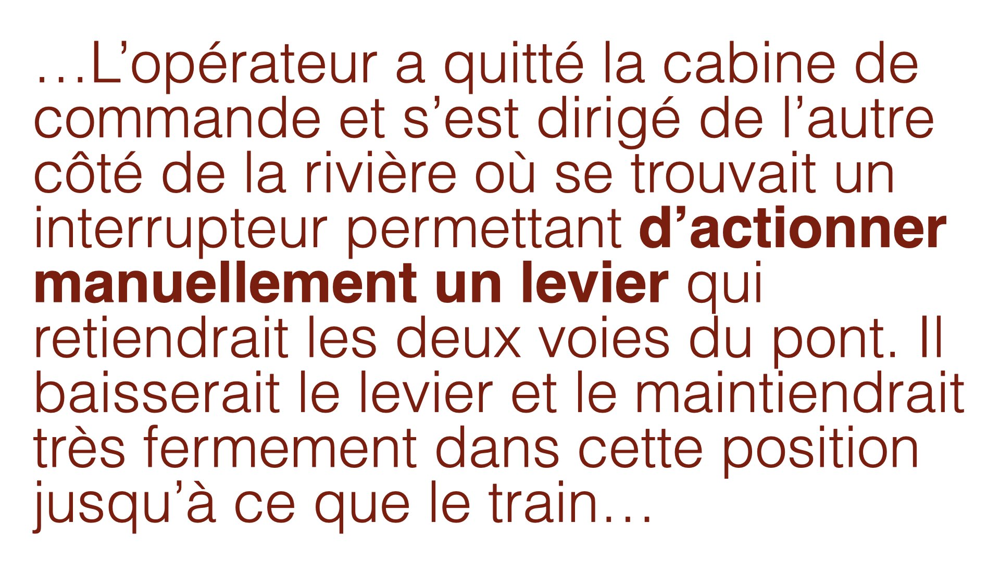 …L’opérateur a quitté la cabine de
commande et s’est dirigé de l’autre
côté de la rivière où se trouvait un
interrupteur permettant d’actionner
manuellement un levier qui
retiendrait les deux voies du pont. Il
baisserait le levier et le maintiendrait
très fermement dans cette position
jusqu’à ce que le train…